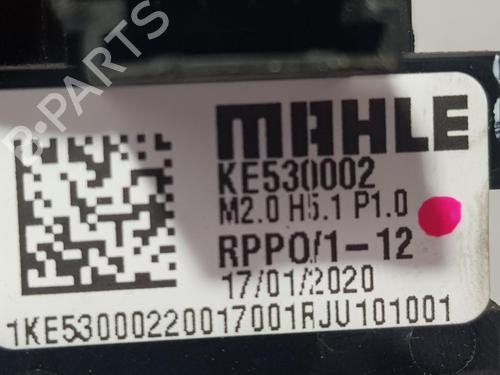 MAHLE
KE530002
M2.0 H5.1 P1.0
RPPO/1-12
17/01/2020
1KE53000220017001RJU101001
B-PARTS